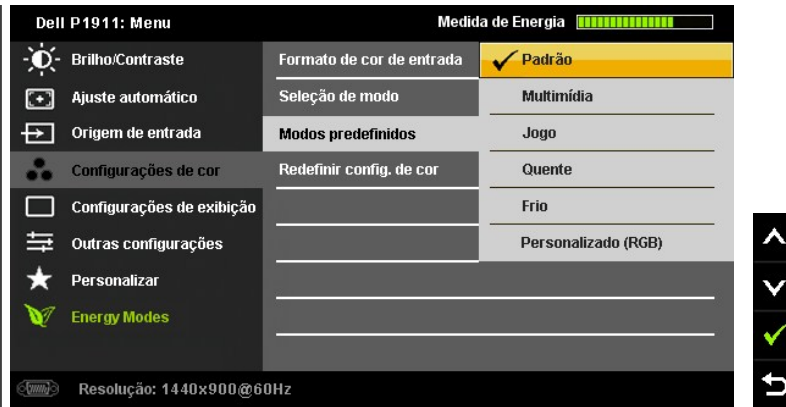 Dell P1911: Menu
Medida de Energia
Brilho/Contraste
Ajuste automático
Origem de entrada
Configurações de cor
Configurações de exibição
Outras configurações
Personalizar
Energy Modes
Formato de cor de entrada
Seleção de modo
Modos predefinidos
Redefinir config. de cor
Padrão
Multimídia
Jogo
Quente
Frio
Personalizado (RGB)
Resolução: 1440x900@60Hz